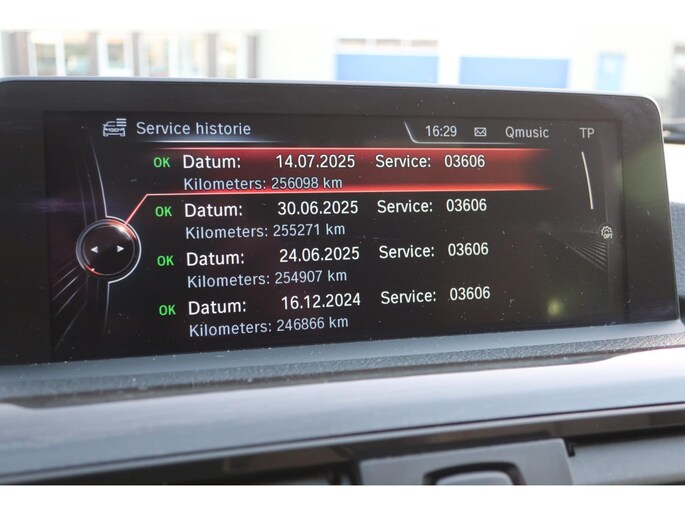 Service historie 16:29 Qmusic TP
OK Datum: 14.07.2025 Service: 03606
Kilometers: 256098 km
OK Datum: 30.06.2025 Service: 03606
Kilometers: 255271 km
OK Datum: 24.06.2025 Service: 03606
Kilometers: 254907 km
OPT
OK Datum: 16.12.2024 Service: 03606
Kilometers: 246866 km